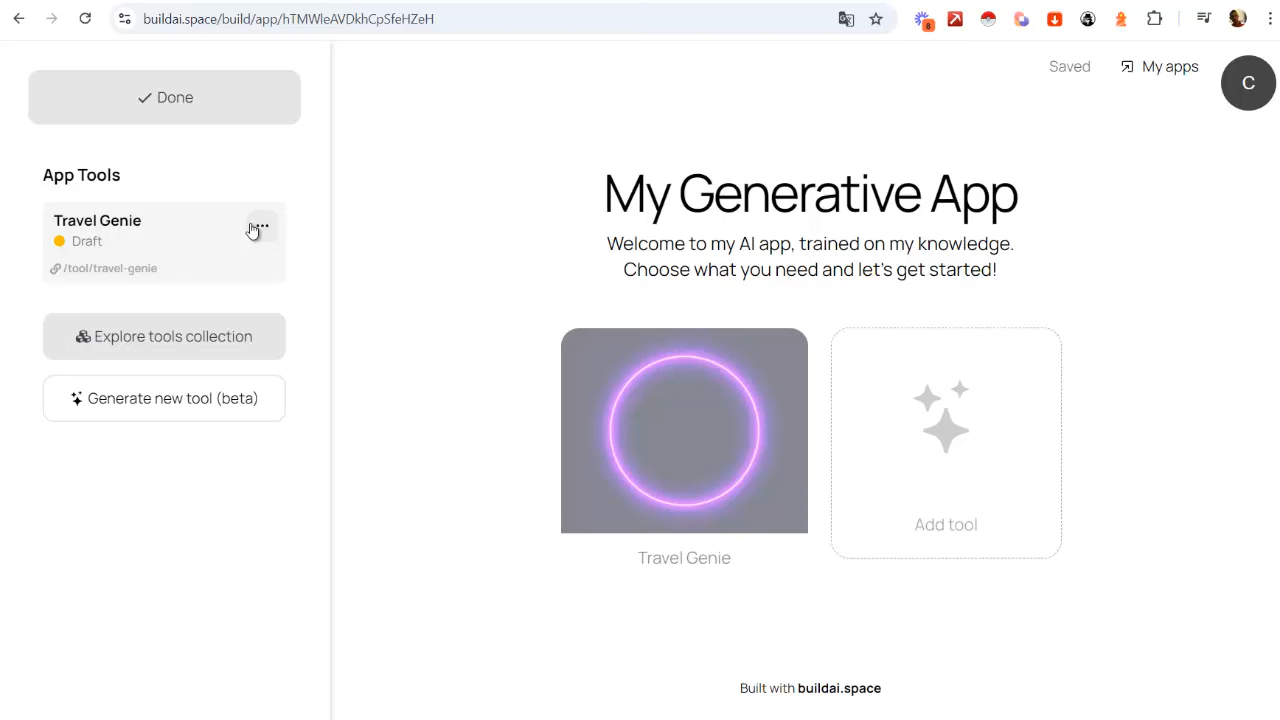 buildai.space/build/app/hTMWleAVDkhCpSfeHZeH
8
Done
Saved
My apps
C
App Tools
Travel Genie
Draft
/tool/travel-genie
Explore tools collection
Generate new tool (beta)
My Generative App
Welcome to my AI app, trained on my knowledge.
Choose what you need and let's get started!
Travel Genie
Add tool
Built with buildai.space